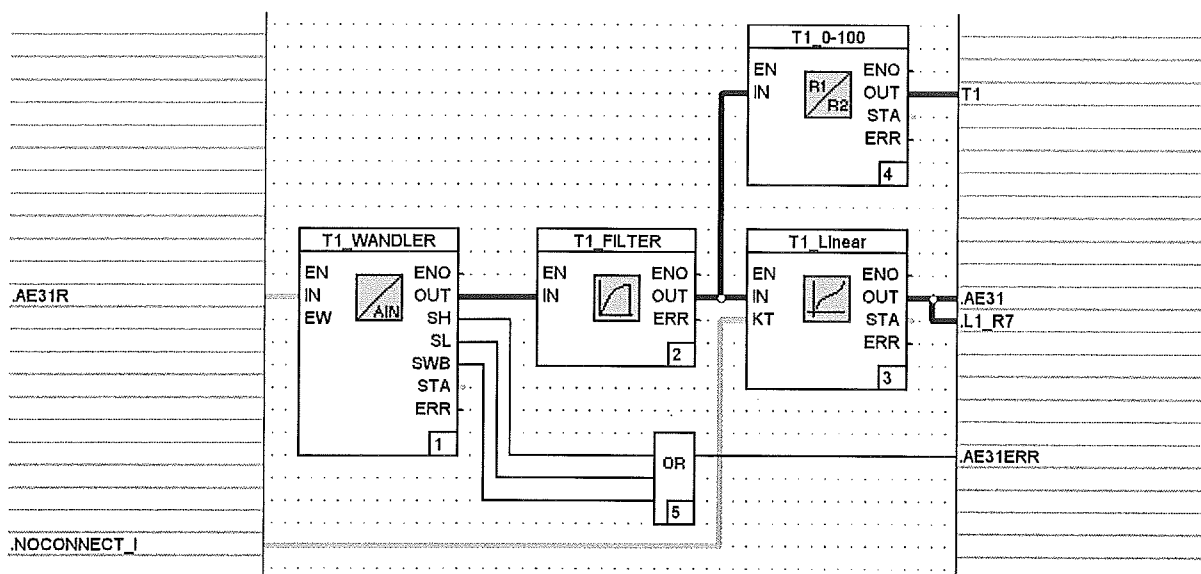 T1_0-100
EN ENO
IN R1/R2 OUT
STA
ERR
4
T1
T1_WANDLER
EN ENO
IN AIN OUT
EW SH
SL
SWB
STA
ERR
1
T1_FILTER
EN ENO
IN OUT
ERR
2
T1_Linear
EN ENO
IN OUT
KT STA
ERR
3
.AE31R
.AE31
.L1_R7
OR
5
.AE31ERR
.NOCONNECT_I